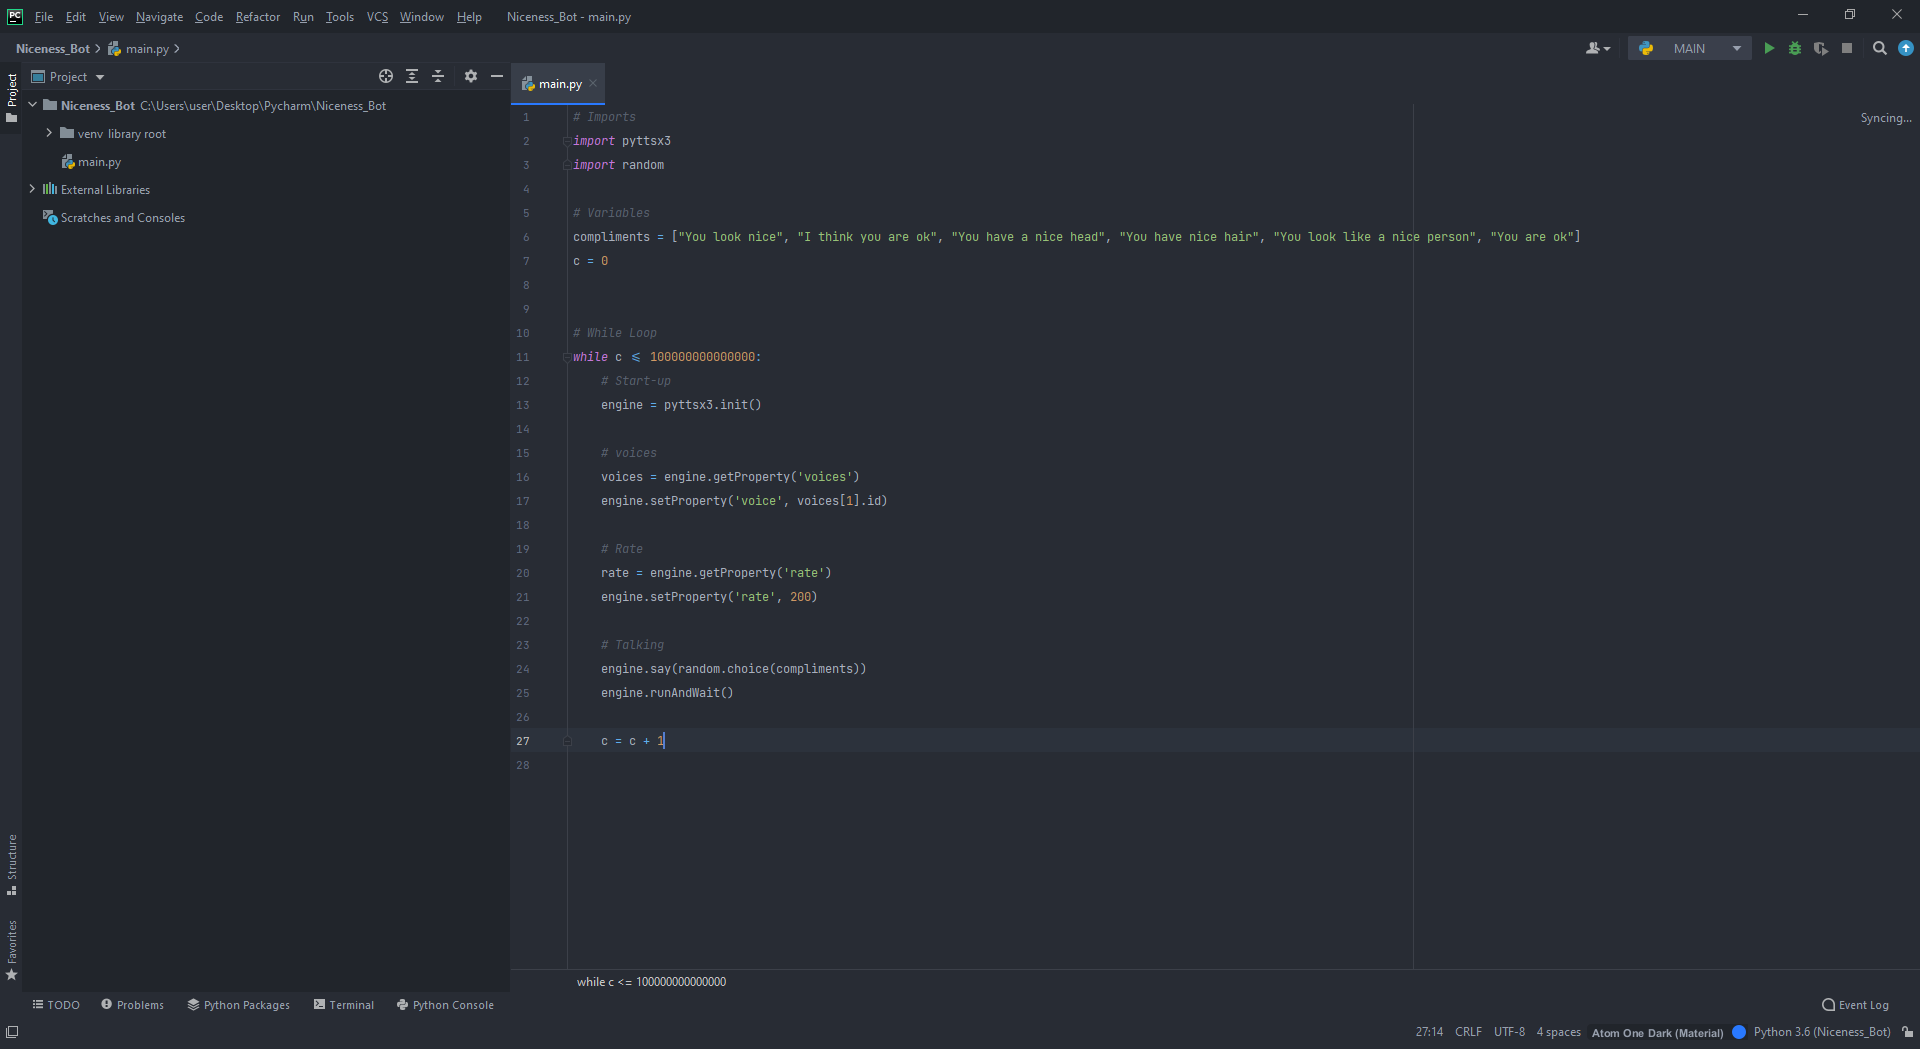 PC File Edit View Navigate Code Refactor Run Tools VCS Window Help Niceness_Bot - main.py
Niceness_Bot main.py MAIN
Project
main.py
Project
Niceness_Bot C:\Users\user\Desktop\Pycharm\Niceness_Bot
venv library root
main.py
External Libraries
Scratches and Consoles
Structure
Favorites
Syncing...
1 # Imports
2 import pyttsx3
3 import random
4
5 # Variables
6 compliments = ["You look nice", "I think you are ok", "You have a nice head", "You have nice hair", "You look like a nice person", "You are ok"]
7 c = 0
8
9
10 # While Loop
11 while c ⩽ 100000000000000:
12 # Start-up
13 engine = pyttsx3.init()
14
15 # voices
16 voices = engine.getProperty('voices')
17 engine.setProperty('voice', voices[1].id)
18
19 # Rate
20 rate = engine.getProperty('rate')
21 engine.setProperty('rate', 200)
22
23 # Talking
24 engine.say(random.choice(compliments))
25 engine.runAndWait()
26
27 c = c + 1
28
while c <= 100000000000000
TODO Problems Python Packages Terminal Python Console Event Log
27:14 CRLF UTF-8 4 spaces Atom One Dark (Material) Python 3.6 (Niceness_Bot)